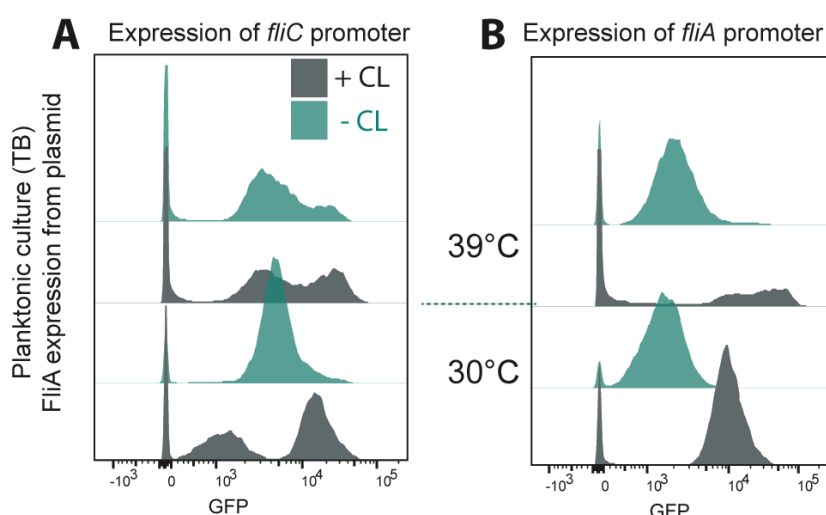 A Expression of fliC promoter
B Expression of fliA promoter
+ CL
- CL
Planktonic culture (TB)
FliA expression from plasmid
39°C
30°C
-10³ 0 10³ 10⁴ 10⁵
GFP
-10³ 0 10³ 10⁴ 10⁵
GFP